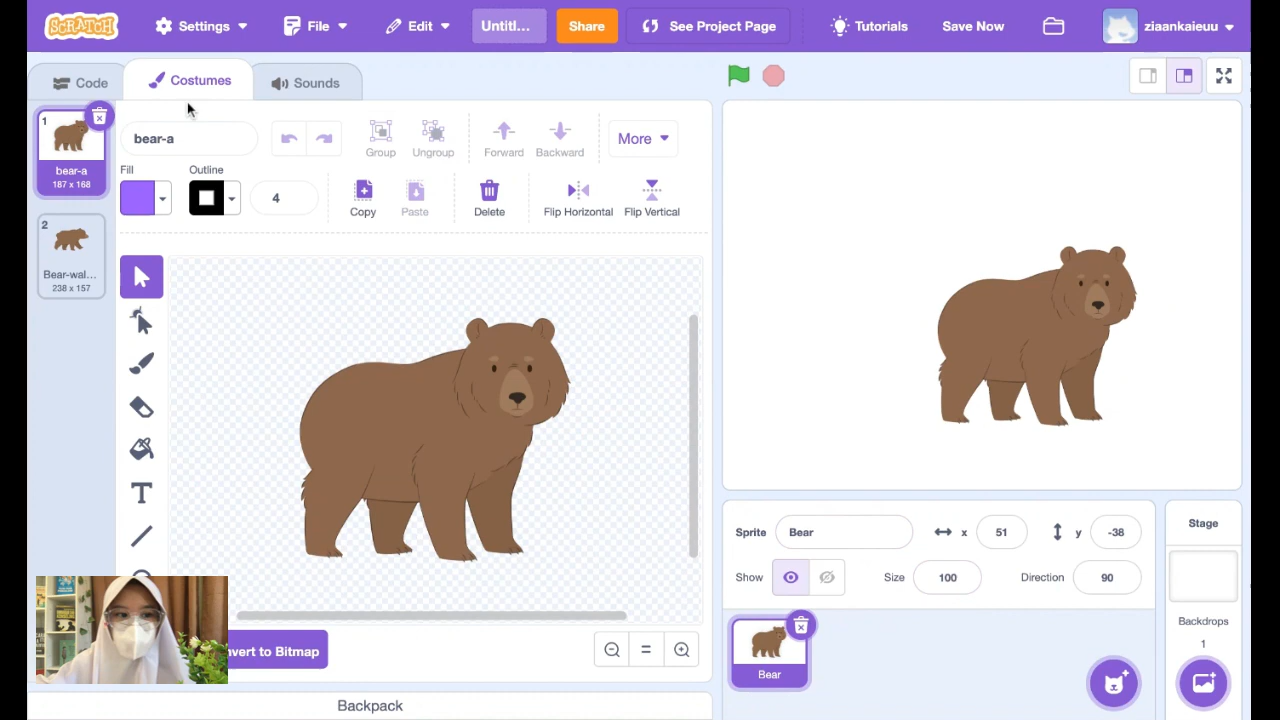 SCRATCH
Settings
File
Edit
Untitl...
Share
See Project Page
Tutorials
Save Now
ziaankaieuu
Code
Costumes
Sounds
1
bear-a
187 x 168
2
Bear-wal...
238 x 157
bear-a
Group
Ungroup
Forward
Backward
More
Fill
Outline
4
Copy
Paste
Delete
Flip Horizontal
Flip Vertical
T
vert to Bitmap
Backpack
Sprite
Bear
x
51
y
-38
Show
Size
100
Direction
90
Bear
Stage
Backdrops
1